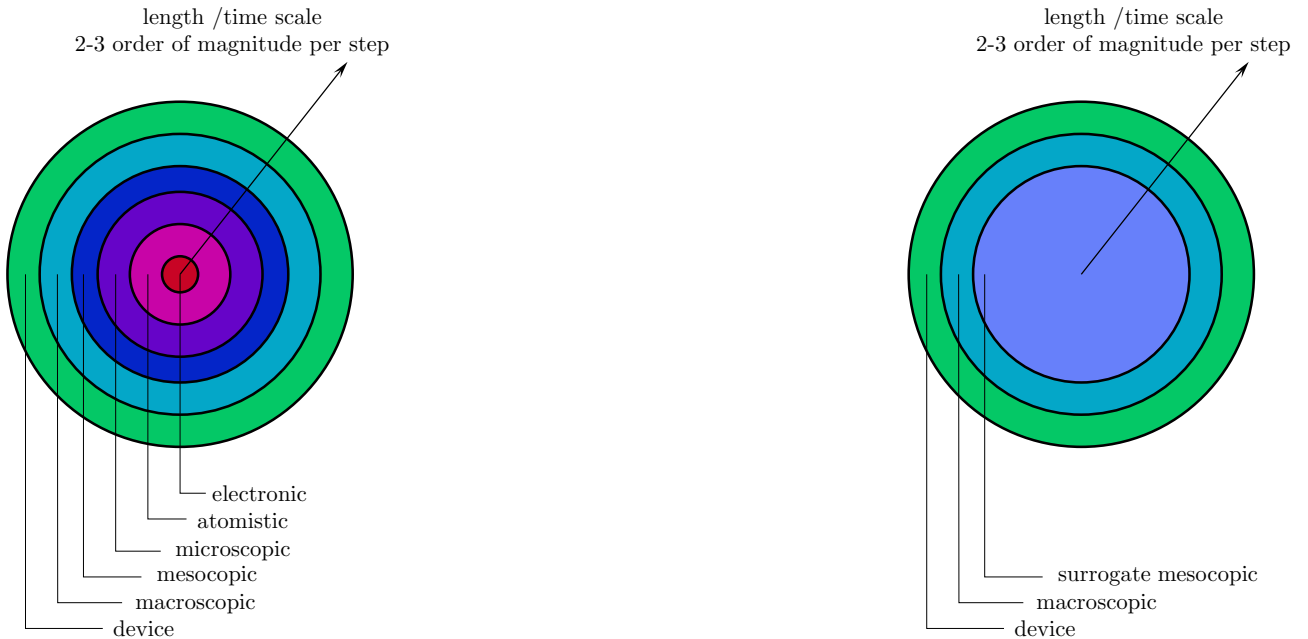 length /time scale
2-3 order of magnitude per step
electronic
atomistic
microscopic
mesocopic
macroscopic
device
length /time scale
2-3 order of magnitude per step
surrogate mesocopic
macroscopic
device